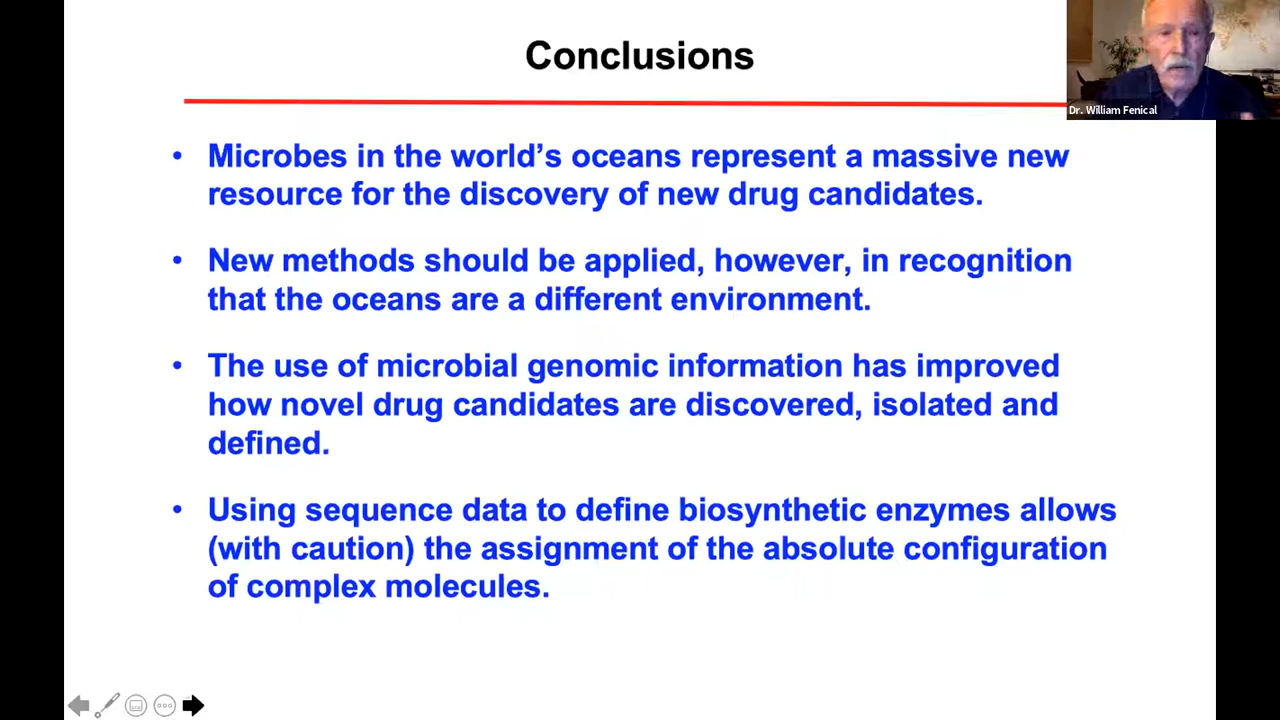 Conclusions
Dr. William Fenical
• Microbes in the world’s oceans represent a massive new
resource for the discovery of new drug candidates.
• New methods should be applied, however, in recognition
that the oceans are a different environment.
• The use of microbial genomic information has improved
how novel drug candidates are discovered, isolated and
defined.
• Using sequence data to define biosynthetic enzymes allows
(with caution) the assignment of the absolute configuration
of complex molecules.